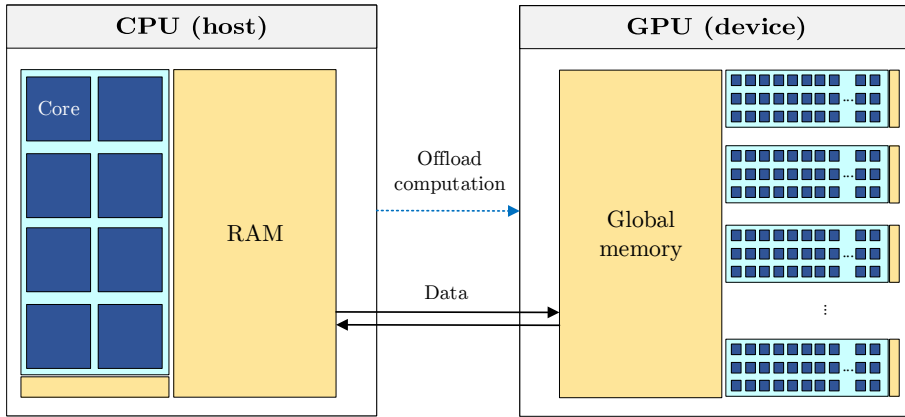 CPU (host)
GPU (device)
Core
RAM
Offload
computation
Data
Global
memory
...
...
...
...
...